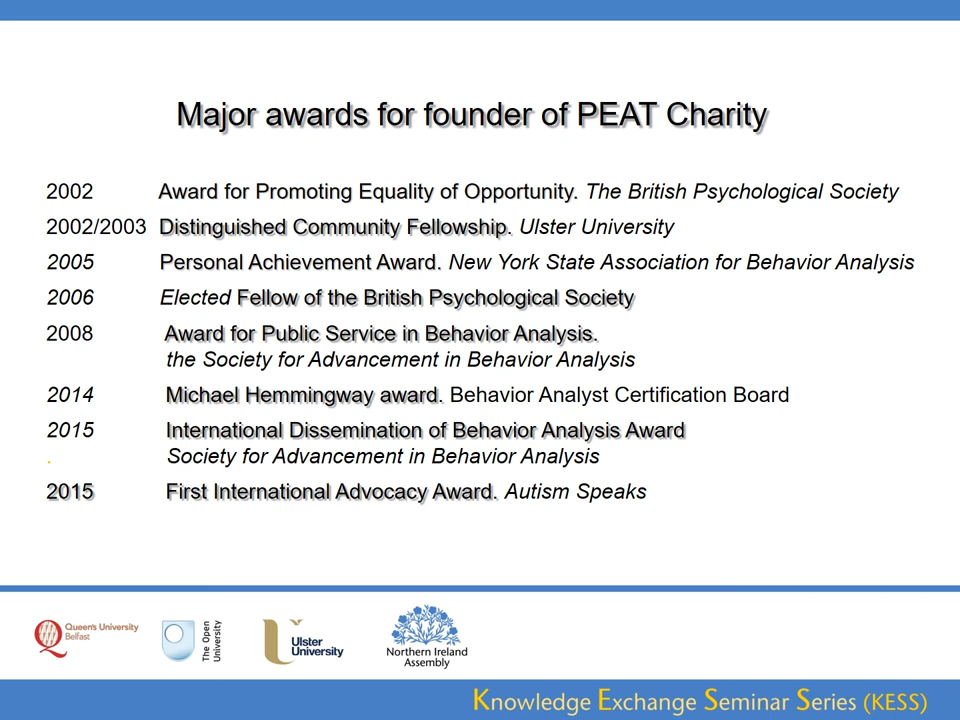 Major awards for founder of PEAT Charity
2002 Award for Promoting Equality of Opportunity. The British Psychological Society
2002/2003 Distinguished Community Fellowship. Ulster University
2005 Personal Achievement Award. New York State Association for Behavior Analysis
2006 Elected Fellow of the British Psychological Society
2008 Award for Public Service in Behavior Analysis.
the Society for Advancement in Behavior Analysis
2014 Michael Hemmingway award. Behavior Analyst Certification Board
2015 International Dissemination of Behavior Analysis Award
. Society for Advancement in Behavior Analysis
2015 First International Advocacy Award. Autism Speaks
Queen's University
Belfast
The Open
University
Ulster
University
Northern Ireland
Assembly
Knowledge Exchange Seminar Series (KESS)